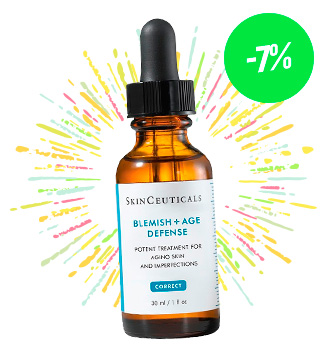 -7%
SKINCEUTICALS
BLEMISH + AGE
DEFENSE
POTENT TREATMENT FOR
AGING SKIN
AND IMPERFECTIONS
CORRECT
30 ml / 1 fl oz